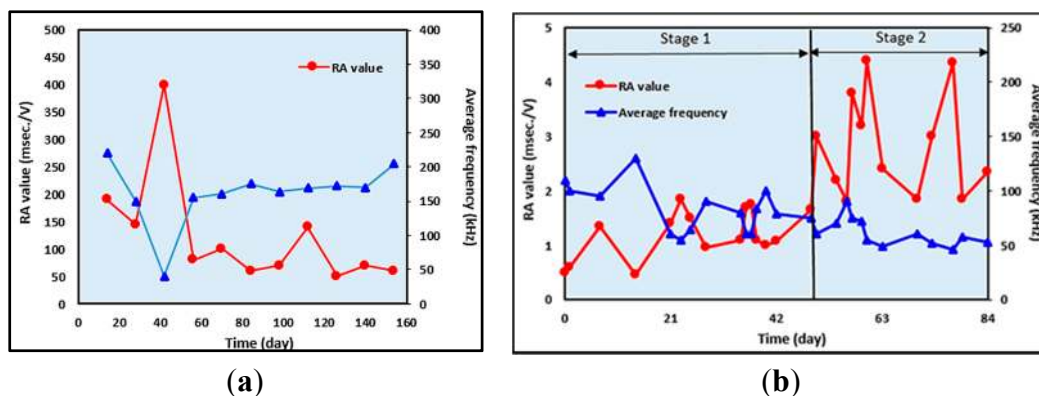 500
450
400
350
300
250
200
150
100
50
0
RA value (msec./V)
400
350
300
250
200
150
100
50
0
Average frequency (kHz)
RA value
0 20 40 60 80 100 120 140 160
Time (day)
(a)
5
4
3
2
1
0
RA value (msec./V)
250
200
150
100
50
0
Average frequency (kHz)
Stage 1 Stage 2
RA value
Average frequency
0 21 42 63 84
Time (day)
(b)